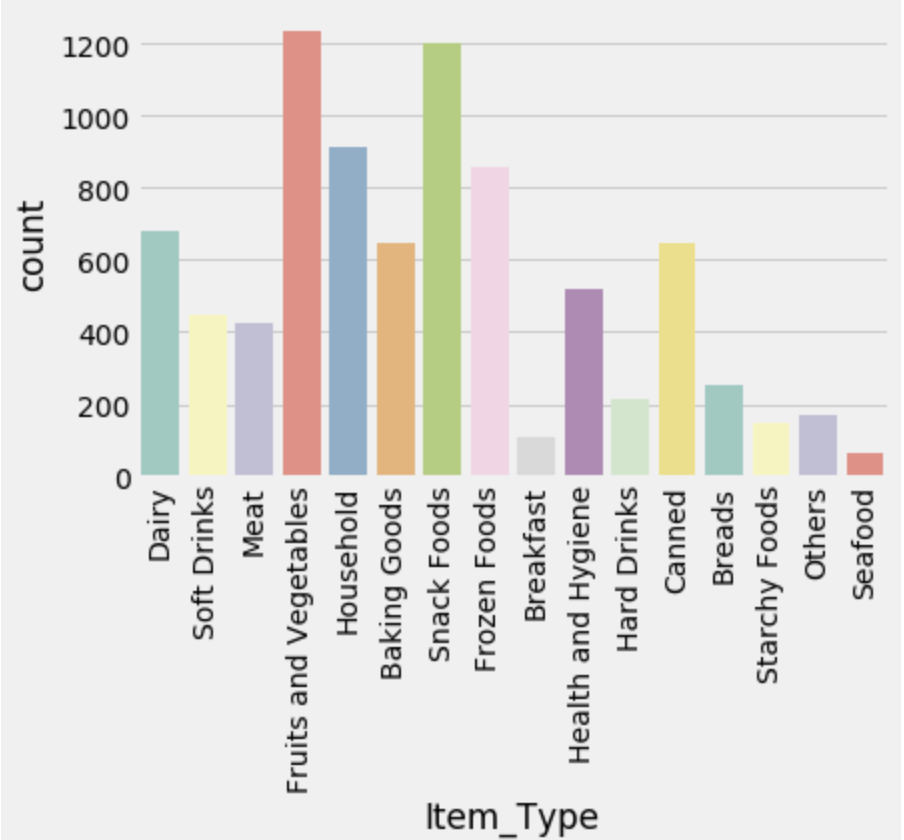 1200
1000
800
600
400
200
0
count
Dairy
Soft Drinks
Meat
Fruits and Vegetables
Household
Baking Goods
Snack Foods
Frozen Foods
Breakfast
Health and Hygiene
Hard Drinks
Canned
Breads
Starchy Foods
Others
Seafood
Item_Type